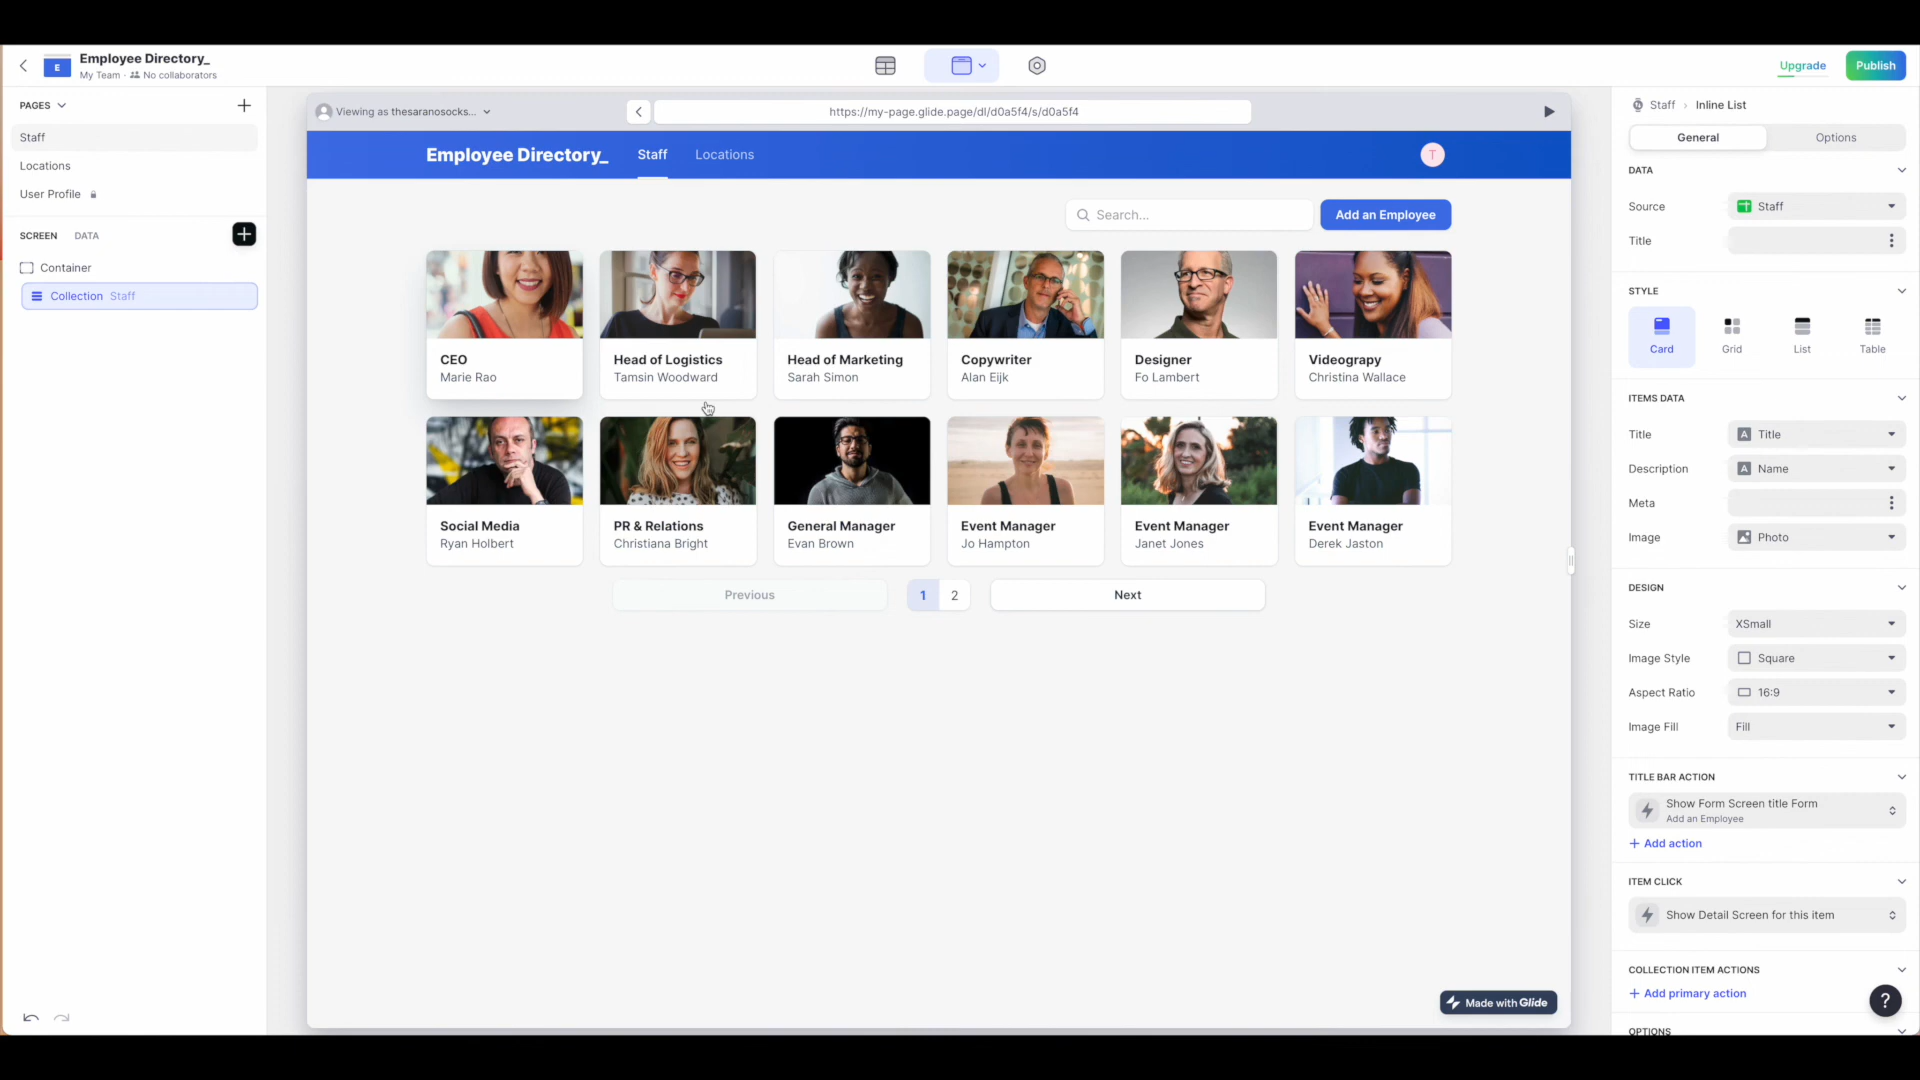 E
Employee Directory_
My Team · No collaborators
Upgrade
Publish
PAGES
Staff
Locations
User Profile
SCREEN DATA
Container
Collection Staff
Viewing as thesaranosocks...
https://my-page.glide.page/dl/d0a5f4/s/d0a5f4
Employee Directory_ Staff Locations
T
Search...
Add an Employee
CEO
Marie Rao
Head of Logistics
Tamsin Woodward
Head of Marketing
Sarah Simon
Copywriter
Alan Eijk
Designer
Fo Lambert
Videograpy
Christina Wallace
Social Media
Ryan Holbert
PR & Relations
Christiana Bright
General Manager
Evan Brown
Event Manager
Jo Hampton
Event Manager
Janet Jones
Event Manager
Derek Jaston
Previous
1 2
Next
Made with Glide
Staff › Inline List
General Options
DATA
Source Staff
Title
STYLE
Card Grid List Table
ITEMS DATA
Title A Title
Description A Name
Meta
Image Photo
DESIGN
Size XSmall
Image Style Square
Aspect Ratio 16:9
Image Fill Fill
TITLE BAR ACTION
Show Form Screen title Form
Add an Employee
+ Add action
ITEM CLICK
Show Detail Screen for this item
COLLECTION ITEM ACTIONS
+ Add primary action
?
OPTIONS